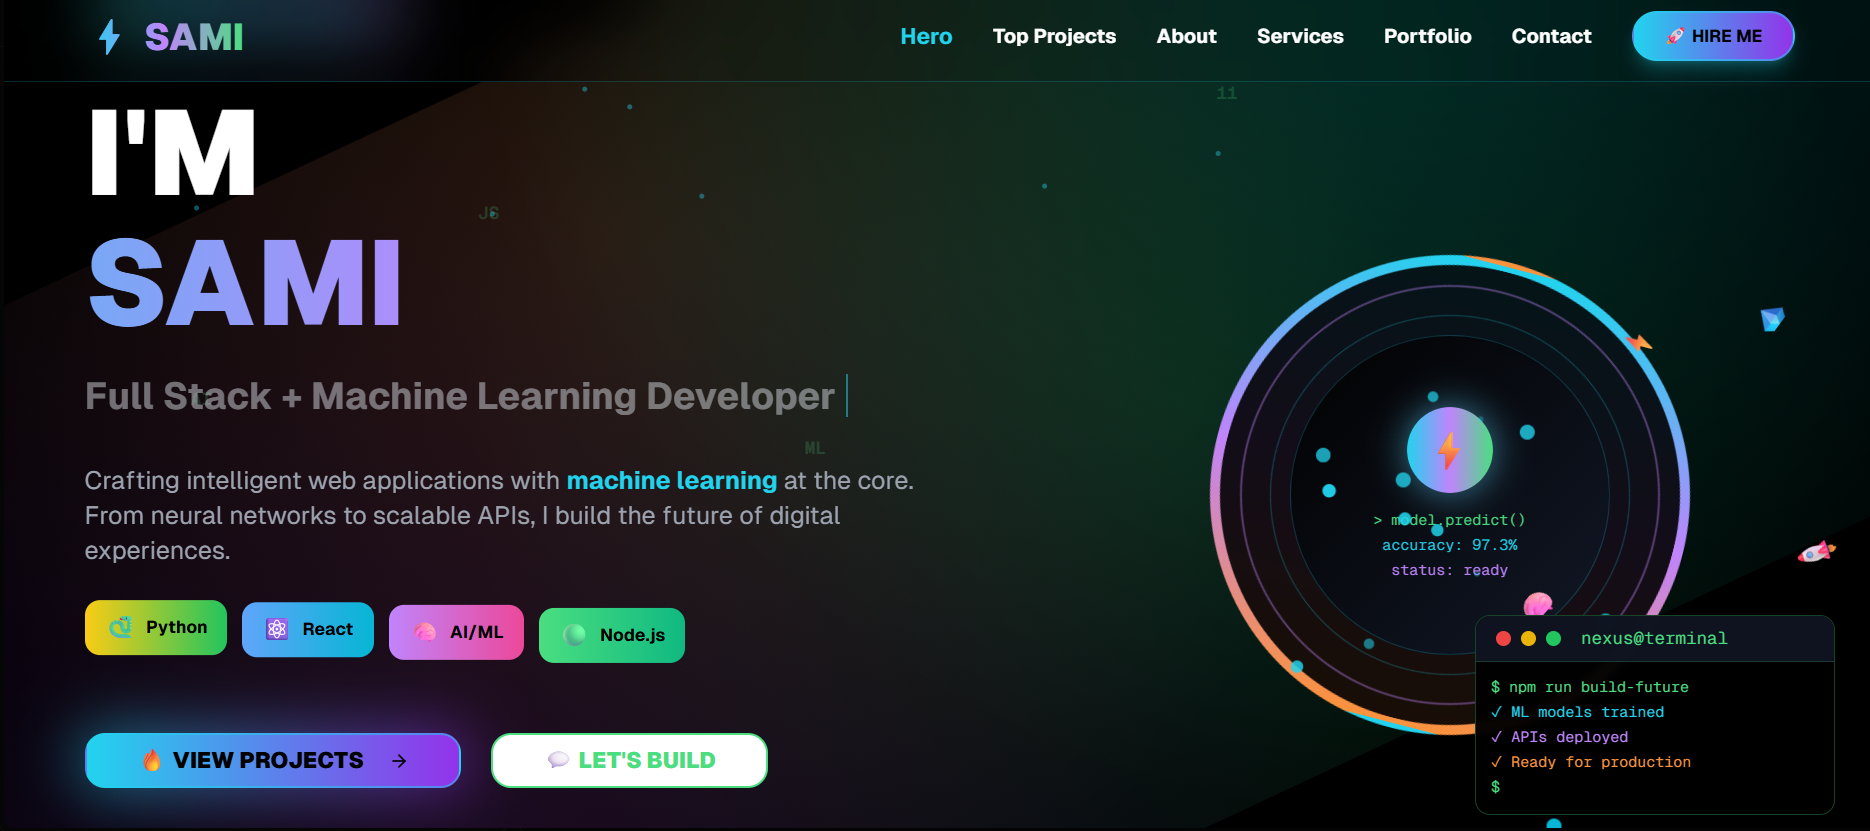 SAMI
Hero
Top Projects
About
Services
Portfolio
Contact
HIRE ME
11
I'M
JS
SAMI
Full Stack + Machine Learning Developer
ML
Crafting intelligent web applications with machine learning at the core.
From neural networks to scalable APIs, I build the future of digital
experiences.
Python
React
AI/ML
Node.js
VIEW PROJECTS →
LET'S BUILD
> model.predict()
accuracy: 97.3%
status: ready
nexus@terminal
$ npm run build-future
✓ ML models trained
✓ APIs deployed
✓ Ready for production
$